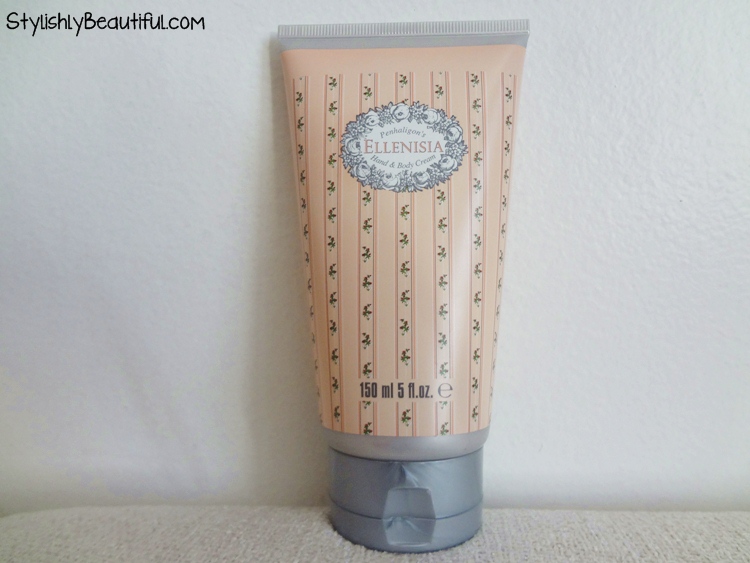 StylishlyBeautiful.com
Penhaligon's
ELLENISIA
Hand & Body Cream
150 ml 5 fl.oz. ℮